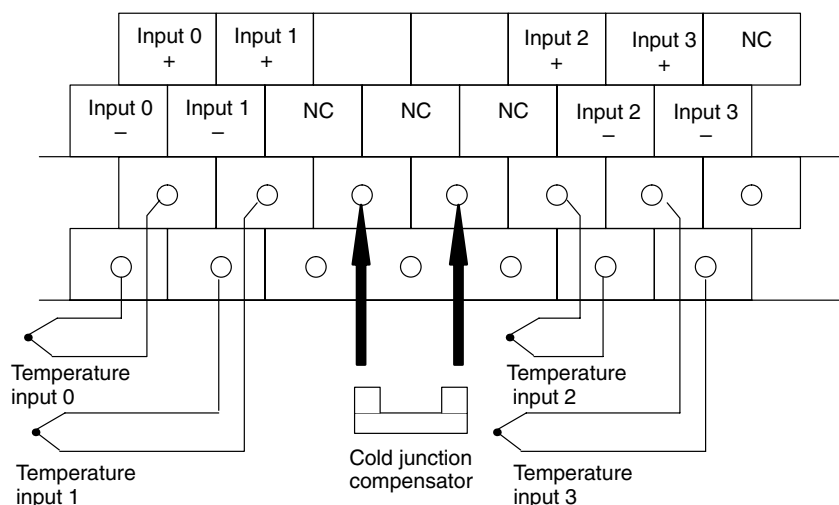 Input 0 Input 1 Input 2 Input 3 NC
+ + + +
Input 0 Input 1 NC NC NC Input 2 Input 3
– – – –
Temperature
input 0
Temperature
input 2
Cold junction
compensator
Temperature
input 1
Temperature
input 3